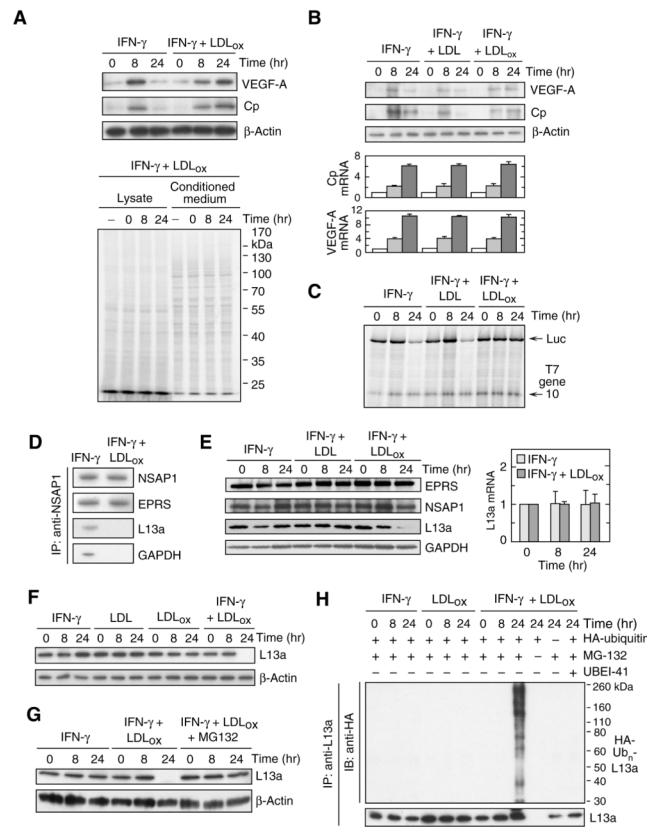 A
IFN-γ IFN-γ + LDLox
0 8 24 0 8 24 Time (hr)
VEGF-A
Cp
β-Actin
IFN-γ + LDLox
Lysate Conditioned medium
– 0 8 24 – 0 8 24 Time (hr)
170 kDa
130
100
70
55
40
35
25
B
IFN-γ IFN-γ + LDL IFN-γ + LDLox
0 8 24 0 8 24 0 8 24 Time (hr)
VEGF-A
Cp
β-Actin
Cp mRNA
8
4
0
VEGF-A mRNA
12
8
4
0
C
IFN-γ IFN-γ + LDL IFN-γ + LDLox
0 8 24 0 8 24 0 8 24 Time (hr)
Luc
T7 gene 10
D
IFN-γ IFN-γ + LDLox
IP: anti-NSAP1
NSAP1
EPRS
L13a
GAPDH
E
IFN-γ IFN-γ + LDL IFN-γ + LDLox
0 8 24 0 8 24 0 8 24 Time (hr)
EPRS
NSAP1
L13a
GAPDH
IFN-γ
IFN-γ + LDLox
L13a mRNA
2
1
0
0 8 24
Time (hr)
F
IFN-γ LDL LDLox IFN-γ + LDLox
0 8 24 0 8 24 0 8 24 0 8 24 Time (hr)
L13a
β-Actin
G
IFN-γ IFN-γ + LDLox IFN-γ + LDLox + MG132
0 8 24 0 8 24 0 8 24 Time (hr)
L13a
β-Actin
H
IFN-γ LDLox IFN-γ + LDLox
0 8 24 0 8 24 0 8 24 24 24 24 Time (hr)
+ + + + + + + + + + – + HA-ubiquitin
+ + + + + + + + + – + + MG-132
– – – – – – – – – – – + UBEI-41
IP: anti-L13a
IB: anti-HA
260 kDa
160
110
80
60
50
40
30
HA-Ubn-L13a
L13a